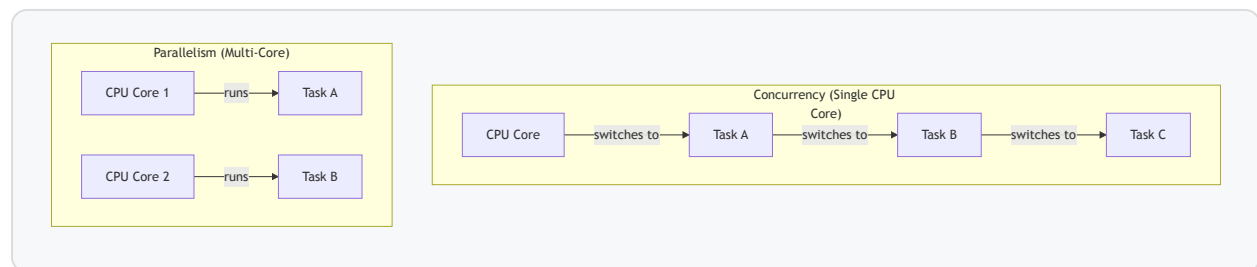 Parallelism (Multi-Core)
CPU Core 1
runs
Task A
CPU Core 2
runs
Task B
Concurrency (Single CPU
Core)
CPU Core
switches to
Task A
switches to
Task B
switches to
Task C